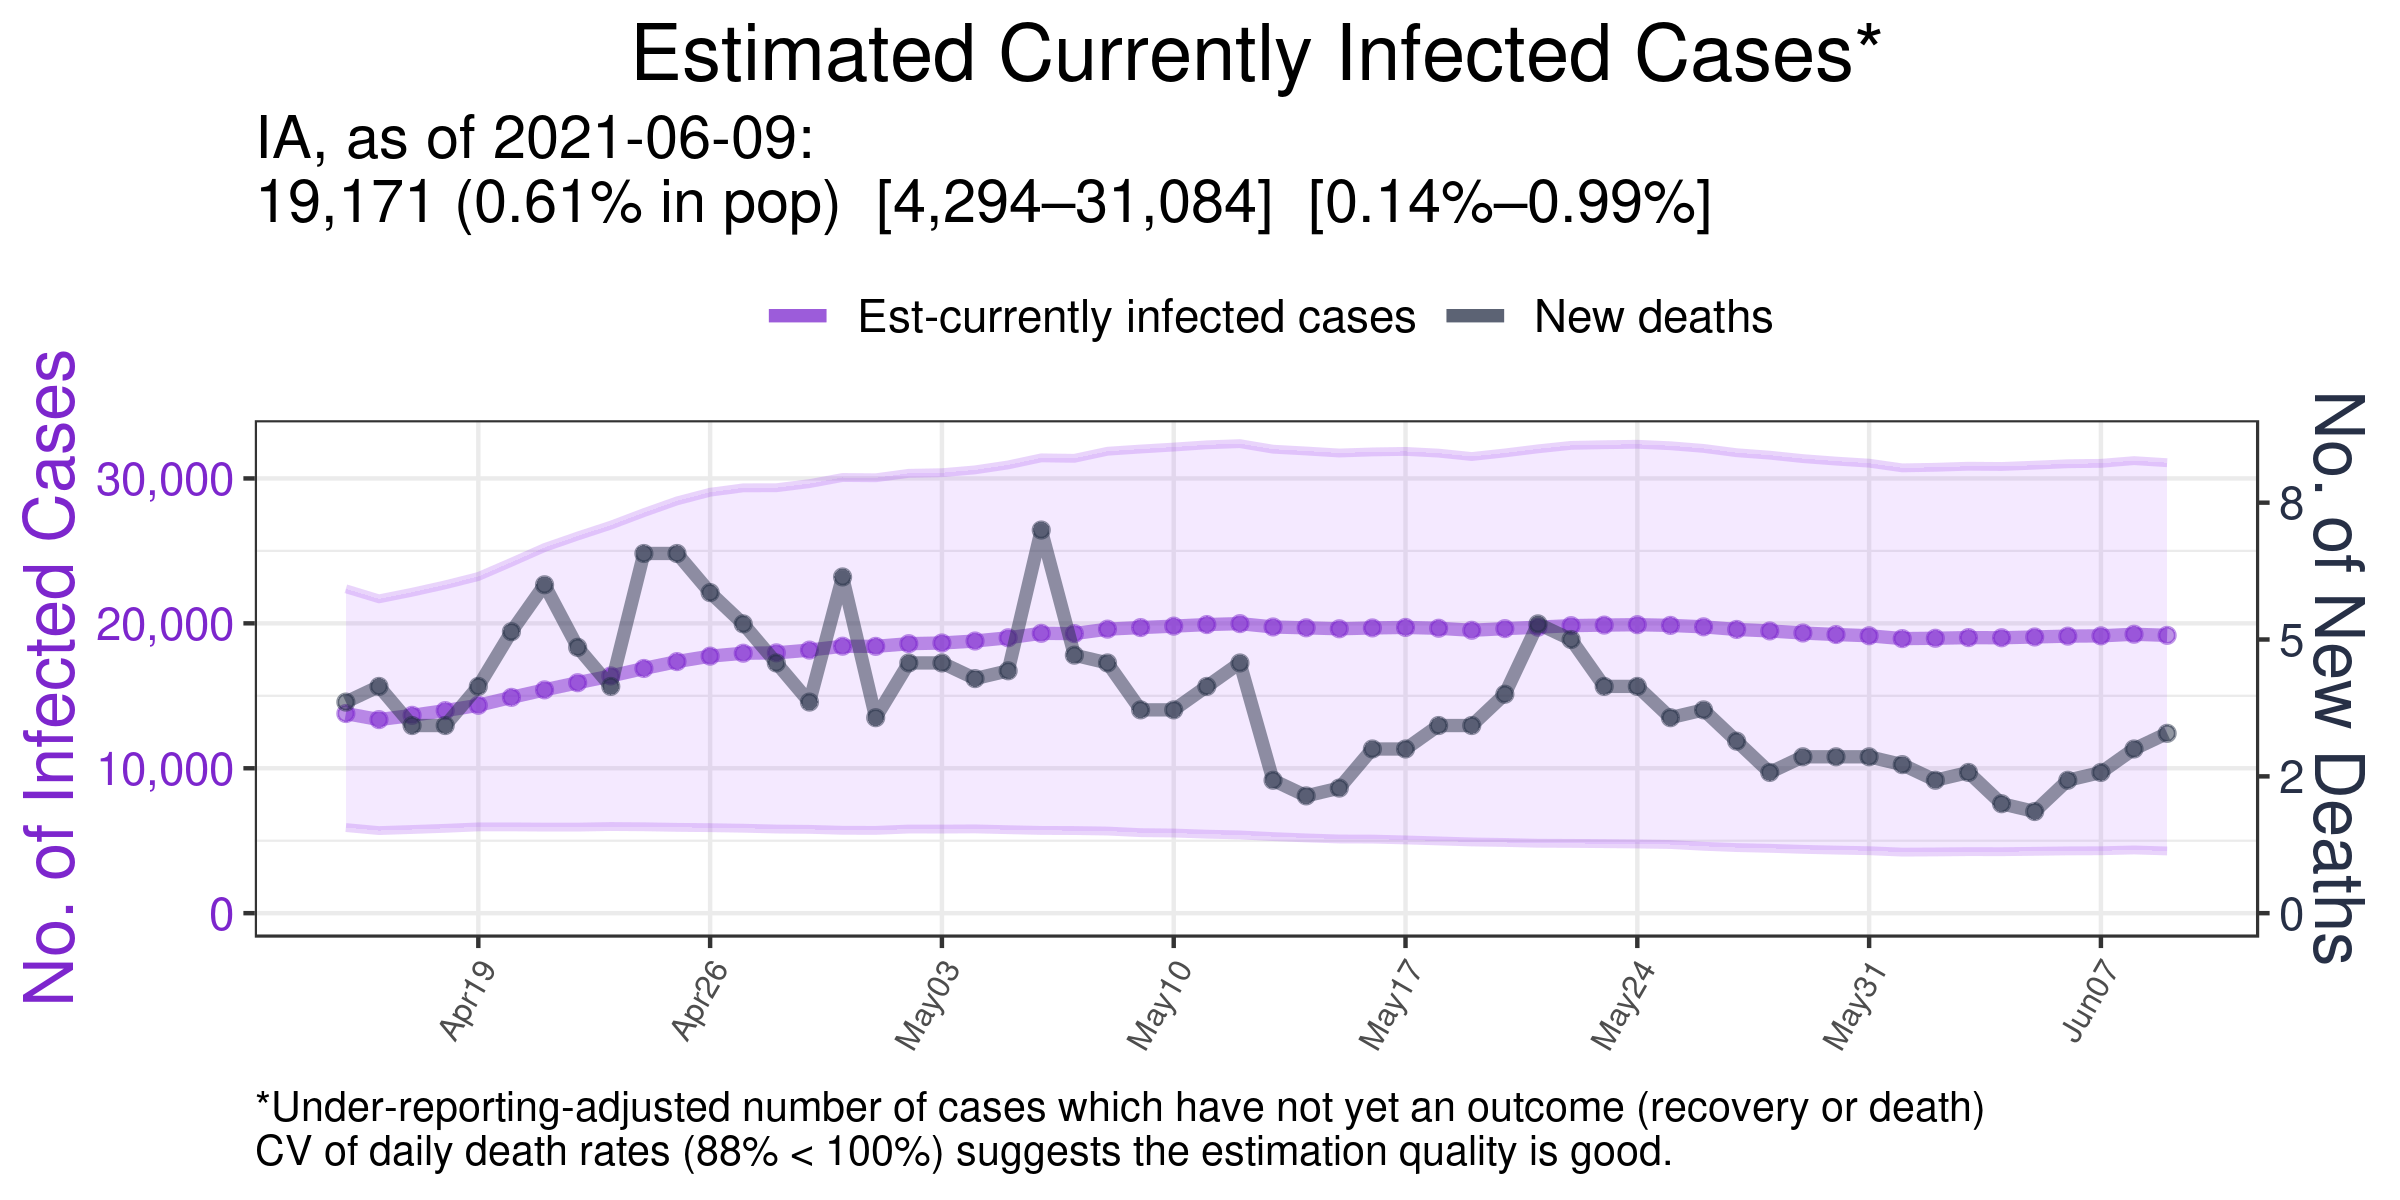 Estimated Currently Infected Cases*
IA, as of 2021-06-09:
19,171 (0.61% in pop)  [4,294–31,084]  [0.14%–0.99%]
Est-currently infected cases
New deaths
No. of Infected Cases
30,000
20,000
10,000
0
8
5
2
0
No. of New Deaths
Apr19
Apr26
May03
May10
May17
May24
May31
Jun07
*Under-reporting-adjusted number of cases which have not yet an outcome (recovery or death)
CV of daily death rates (88% < 100%) suggests the estimation quality is good.